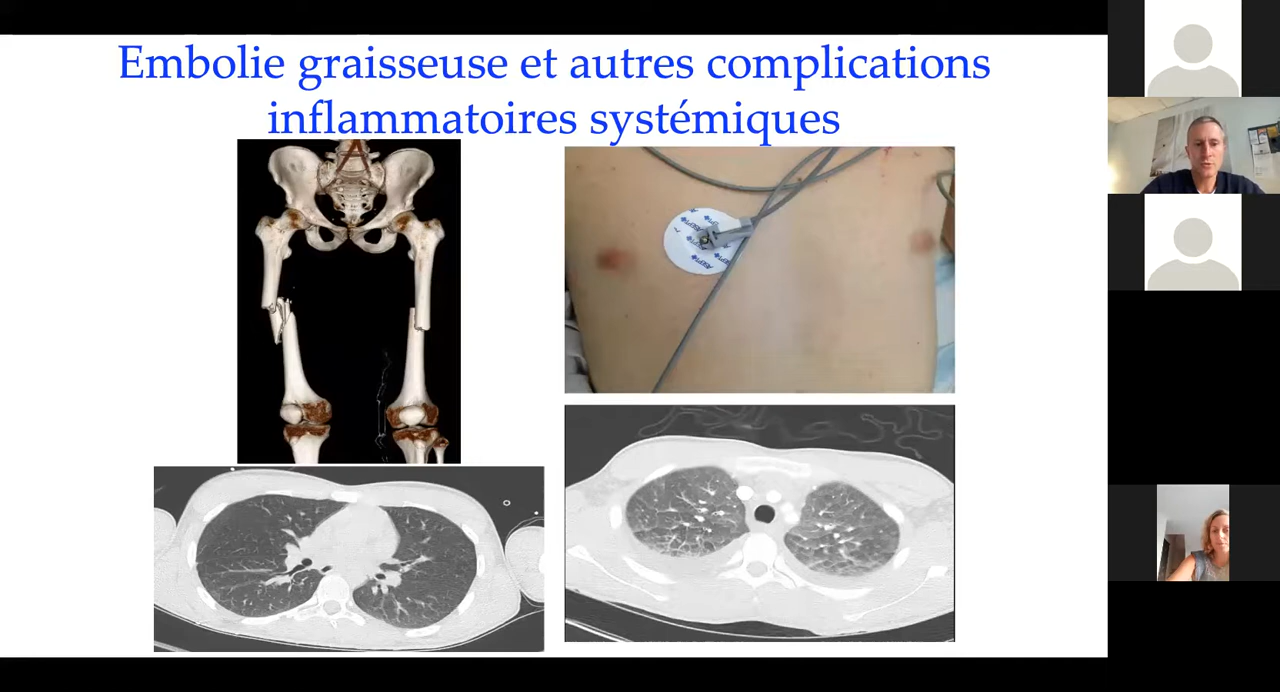 Embolie graisseuse et autres complications
inflammatoires systémiques